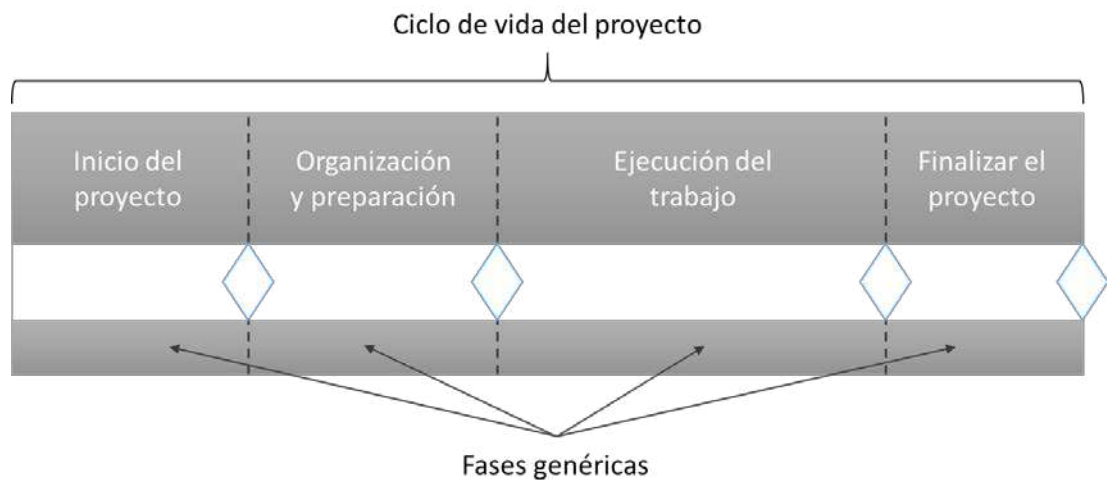 Ciclo de vida del proyecto
Inicio del
proyecto
Organización
y preparación
Ejecución del
trabajo
Finalizar el
proyecto
Fases genéricas